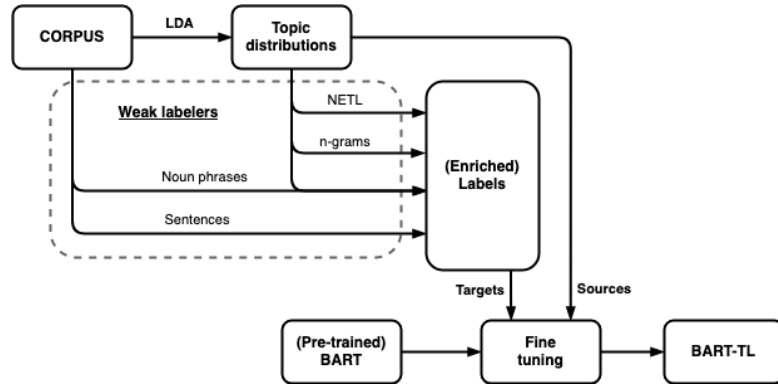 CORPUS
LDA
Topic
distributions
Weak labelers
NETL
n-grams
Noun phrases
Sentences
(Enriched)
Labels
Targets
Sources
(Pre-trained)
BART
Fine
tuning
BART-TL